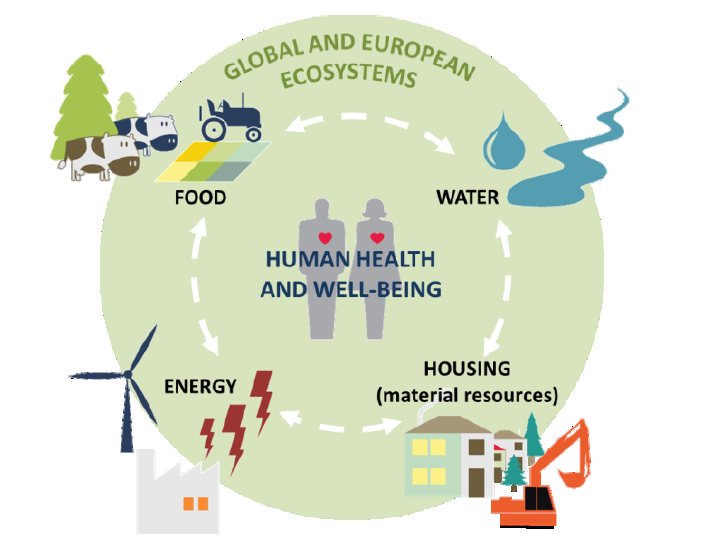 GLOBAL AND EUROPEAN
ECOSYSTEMS
FOOD
WATER
HUMAN HEALTH
AND WELL-BEING
ENERGY
HOUSING
(material resources)